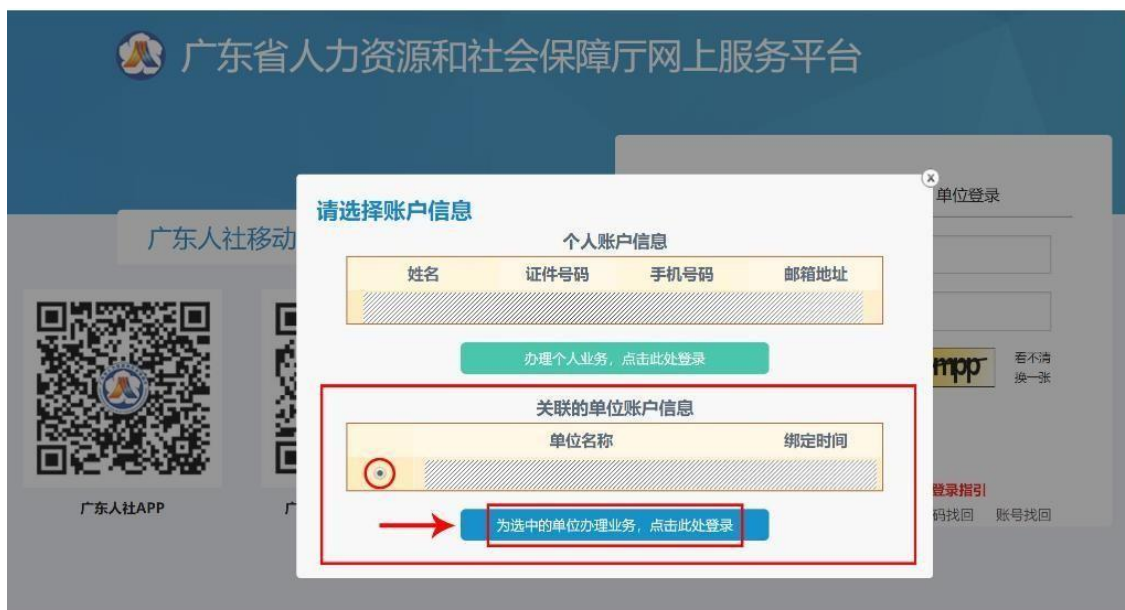 广东省人力资源和社会保障厅网上服务平台
单位登录
请选择账户信息
广东人社移动
个人账户信息
姓名 证件号码 手机号码 邮箱地址
办理个人业务，点击此处登录
看不清
换一张
关联的单位账户信息
单位名称 绑定时间
登录指引
为选中的单位办理业务，点击此处登录
广东人社APP
码找回 账号找回